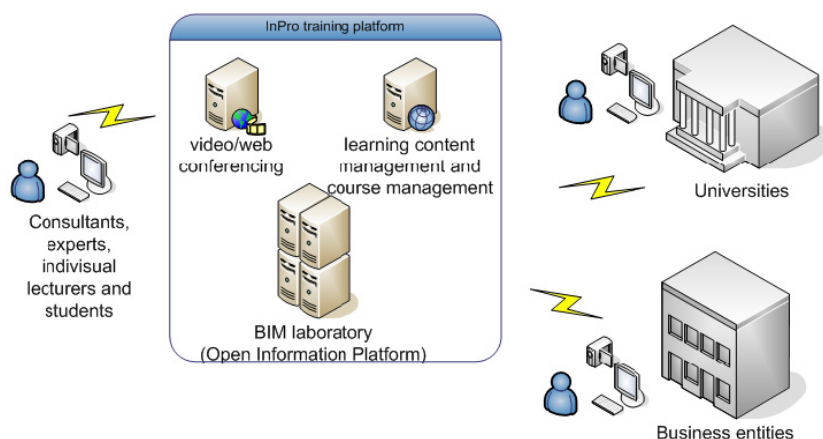 InPro training platform
video/web
conferencing
learning content
management and
course management
BIM laboratory
(Open Information Platform)
Consultants,
experts,
indivisual
lecturers and
students
Universities
Business entities